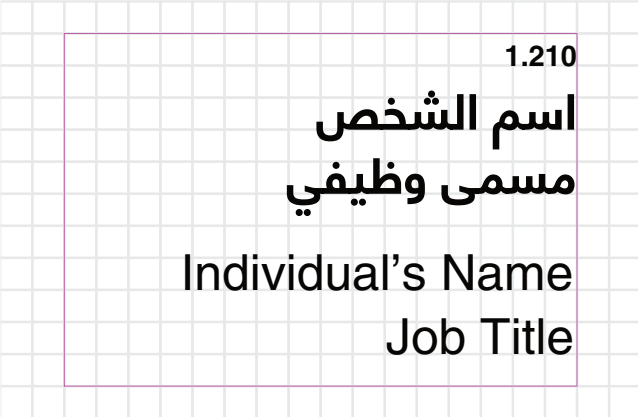 1.210
اسم الشخص
مسمى وظيفي
Individual’s Name
Job Title